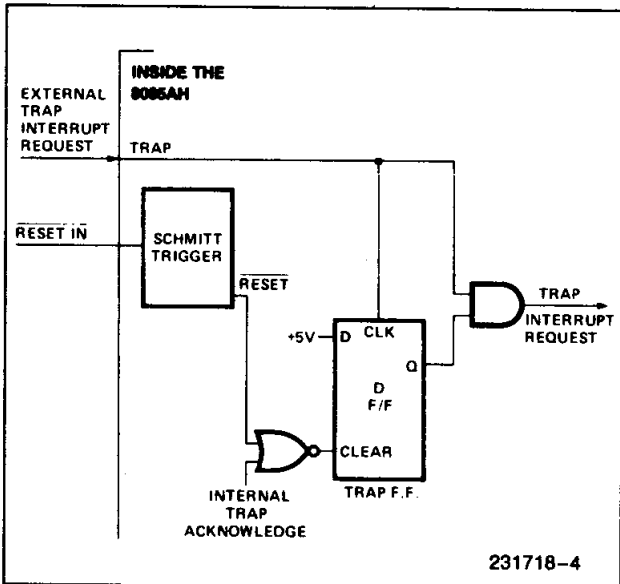 INSIDE THE
8085AH
EXTERNAL
TRAP
INTERRUPT
REQUEST
TRAP
RESET IN
SCHMITT
TRIGGER
RESET
+5V
D
CLK
Q
D
F/F
CLEAR
TRAP F.F.
INTERNAL
TRAP
ACKNOWLEDGE
TRAP
INTERRUPT
REQUEST
231718-4